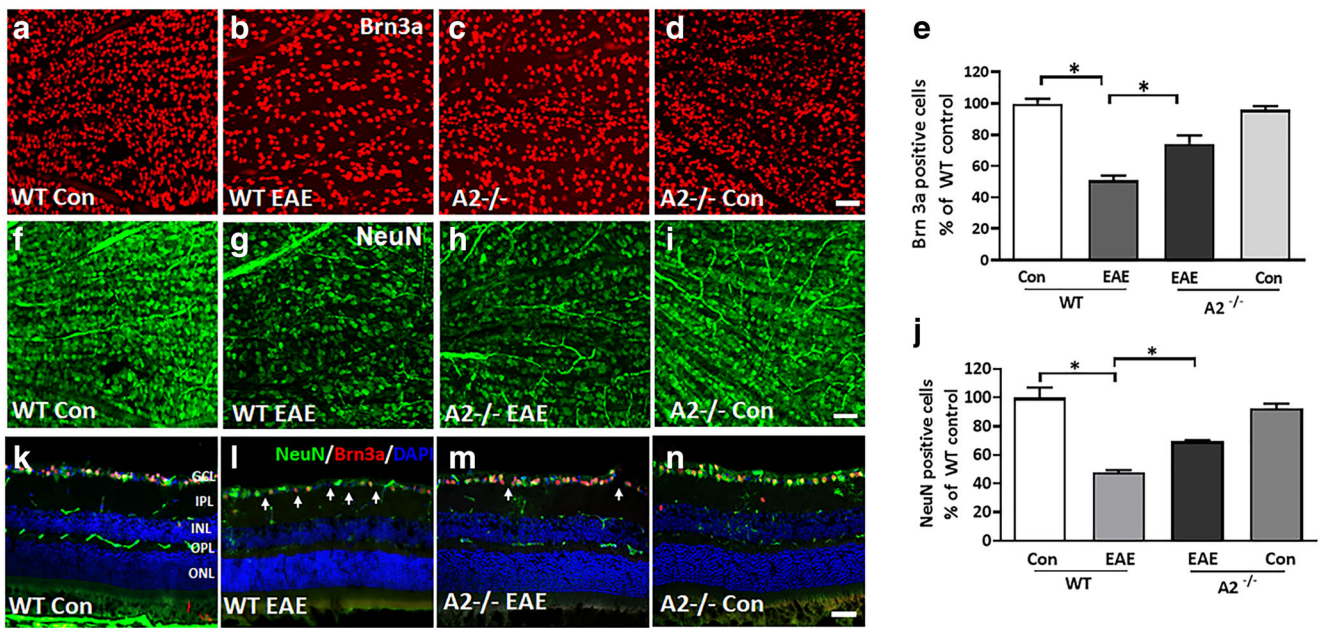 a
b
Brn3a
c
d
WT Con
WT EAE
A2-/-
A2-/- Con
e
Brn 3a positive cells
% of WT control
120
100
80
60
40
20
0
*
*
Con
EAE
EAE
Con
WT
A2 -/-
f
g
NeuN
h
i
WT Con
WT EAE
A2-/- EAE
A2-/- Con
j
NeuN positive cells
% of WT control
120
100
80
60
40
20
0
*
*
Con
EAE
EAE
Con
WT
A2 -/-
k
l
NeuN/Brn3a/DAPI
m
n
GCL
IPL
INL
OPL
ONL
WT Con
WT EAE
A2-/- EAE
A2-/- Con